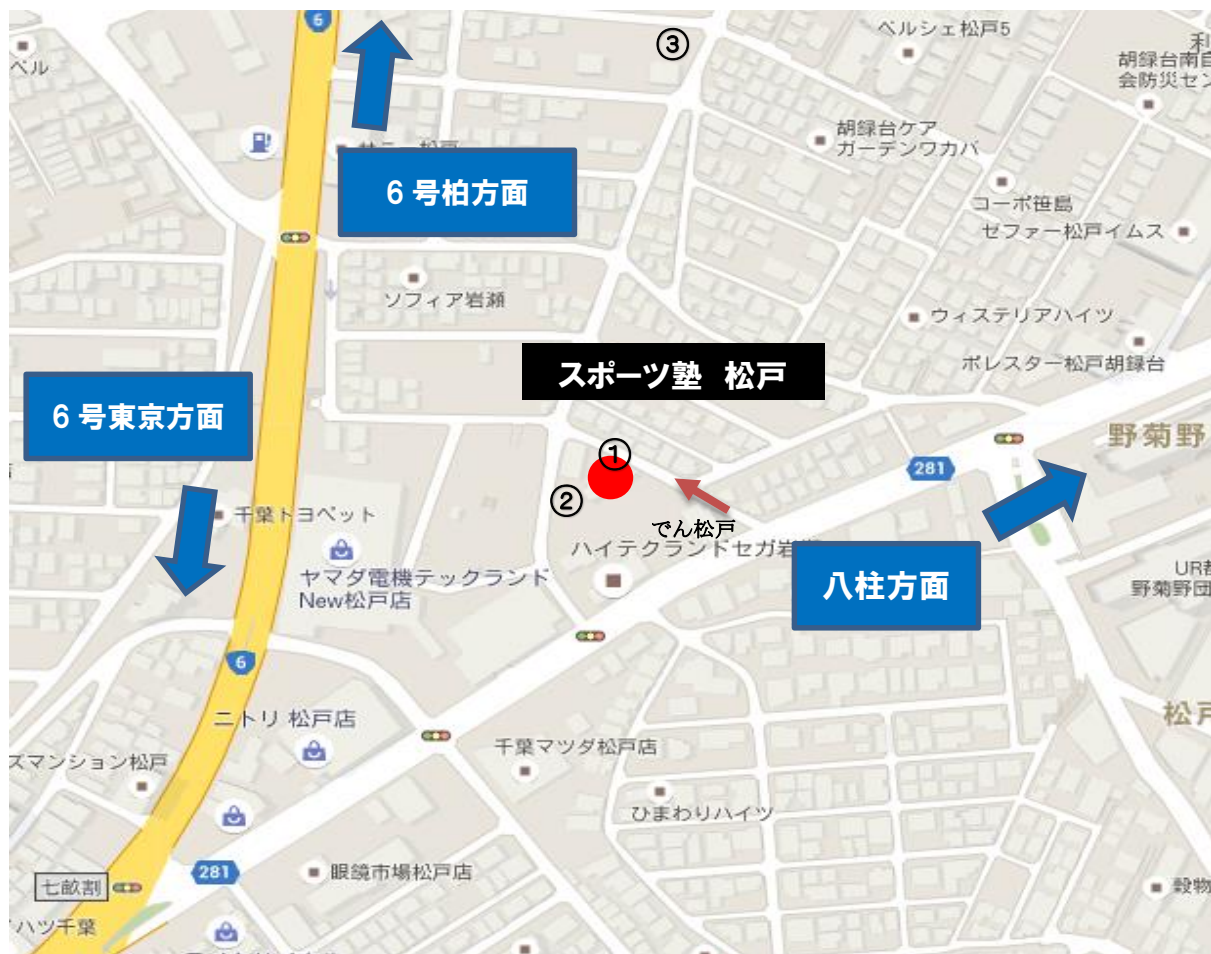 6
③
ベルシェ松戸5
胡録台南自
会防災セン
ベル
胡録台ケア
ガーデンワカバ
6号柏方面
コーポ笹島
ゼファー松戸イムス
ソフィア岩瀬
ウィステリアハイツ
スポーツ塾 松戸
ポレスター松戸胡録台
6号東京方面
野菊野
①
281
②
千葉トヨペット
でん松戸
ハイテクランドセガ岩
ヤマダ電機テックランド
New松戸店
八柱方面
野菊野団
6
ニトリ 松戸店
松戸
千葉マツダ松戸店
ズマンション松戸
ひまわりハイツ
281
眼鏡市場松戸店
七畝割
穀物
ハツ千葉